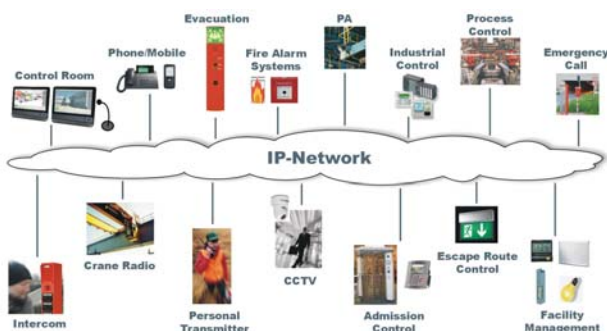 Control Room
Phone/Mobile
Evacuation
Fire Alarm
Systems
PA
Industrial
Control
Process
Control
Emergency
Call
IP-Network
Intercom
Crane Radio
Personal
Transmitter
CCTV
Admission
Control
Escape Route
Control
Facility
Management